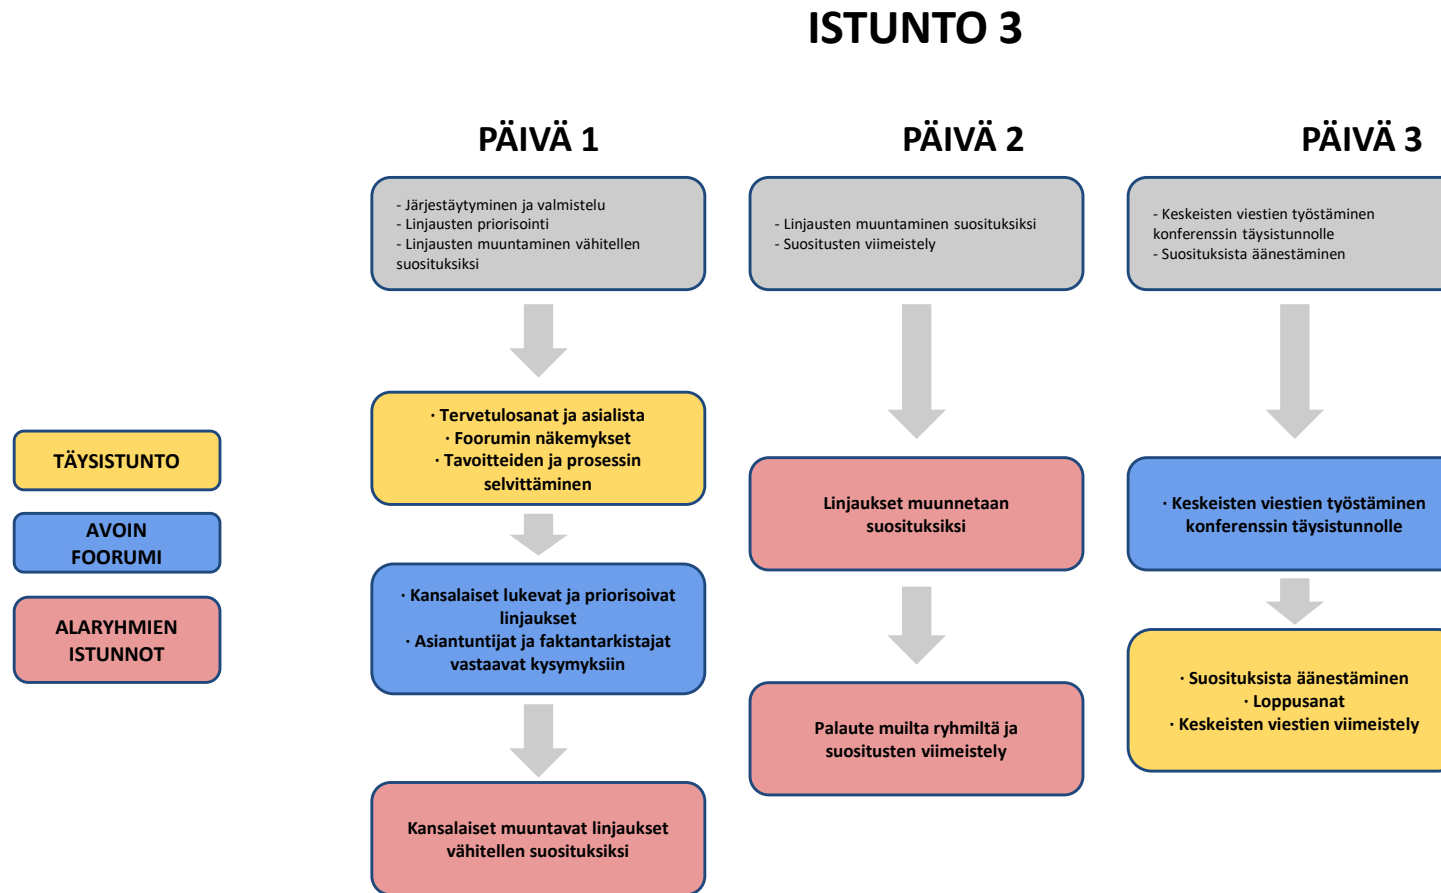 ISTUNTO 3
PÄIVÄ 1
- Järjestäytyminen ja valmistelu
- Linjausten priorisointi
- Linjausten muuntaminen vähitellen
suosituksiksi
· Tervetulosanat ja asialista
· Foorumin näkemykset
· Tavoitteiden ja prosessin
selvittäminen
· Kansalaiset lukevat ja priorisoivat
linjaukset
· Asiantuntijat ja faktantarkistajat
vastaavat kysymyksiin
Kansalaiset muuntavat linjaukset
vähitellen suosituksiksi
PÄIVÄ 2
- Linjausten muuntaminen suosituksiksi
- Suositusten viimeistely
Linjaukset muunnetaan
suosituksiksi
Palaute muilta ryhmiltä ja
suositusten viimeistely
PÄIVÄ 3
- Keskeisten viestien työstäminen
konferenssin täysistunnolle
- Suosituksista äänestäminen
· Keskeisten viestien työstäminen
konferenssin täysistunnolle
· Suosituksista äänestäminen
· Loppusanat
· Keskeisten viestien viimeistely
TÄYSISTUNTO
AVOIN
FOORUMI
ALARYHMIEN
ISTUNNOT